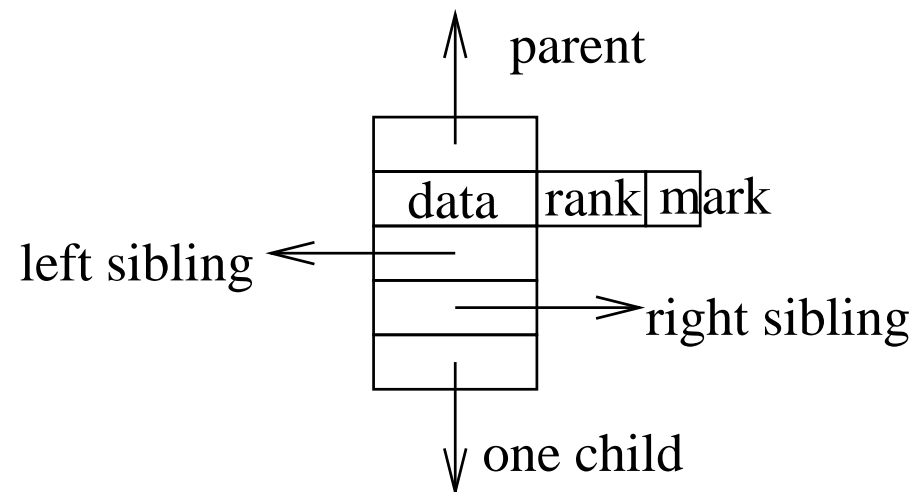 parent
data rank mark
left sibling
right sibling
one child